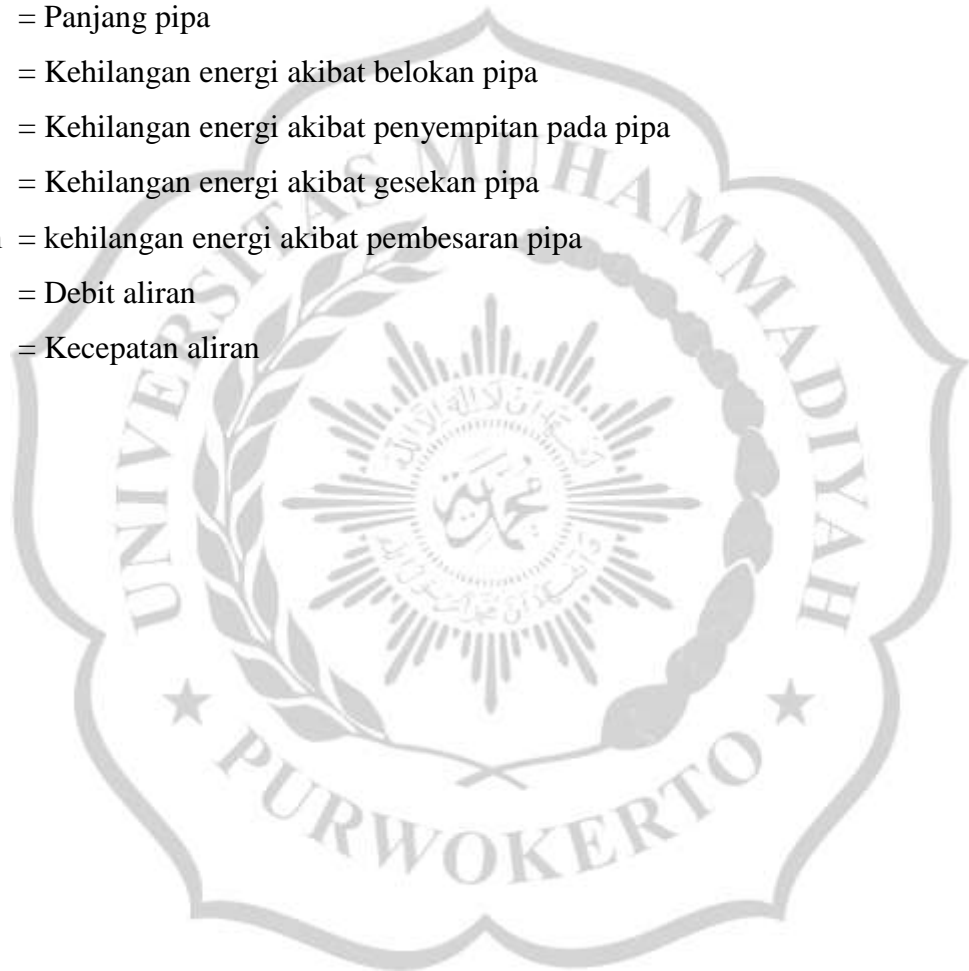 = Panjang pipa
= Kehilangan energi akibat belokan pipa
= Kehilangan energi akibat penyempitan pada pipa
= Kehilangan energi akibat gesekan pipa
= kehilangan energi akibat pembesaran pipa
= Debit aliran
= Kecepatan aliran
UNIVERSITAS MUHAMMADIYAH
★ PURWOKERTO ★